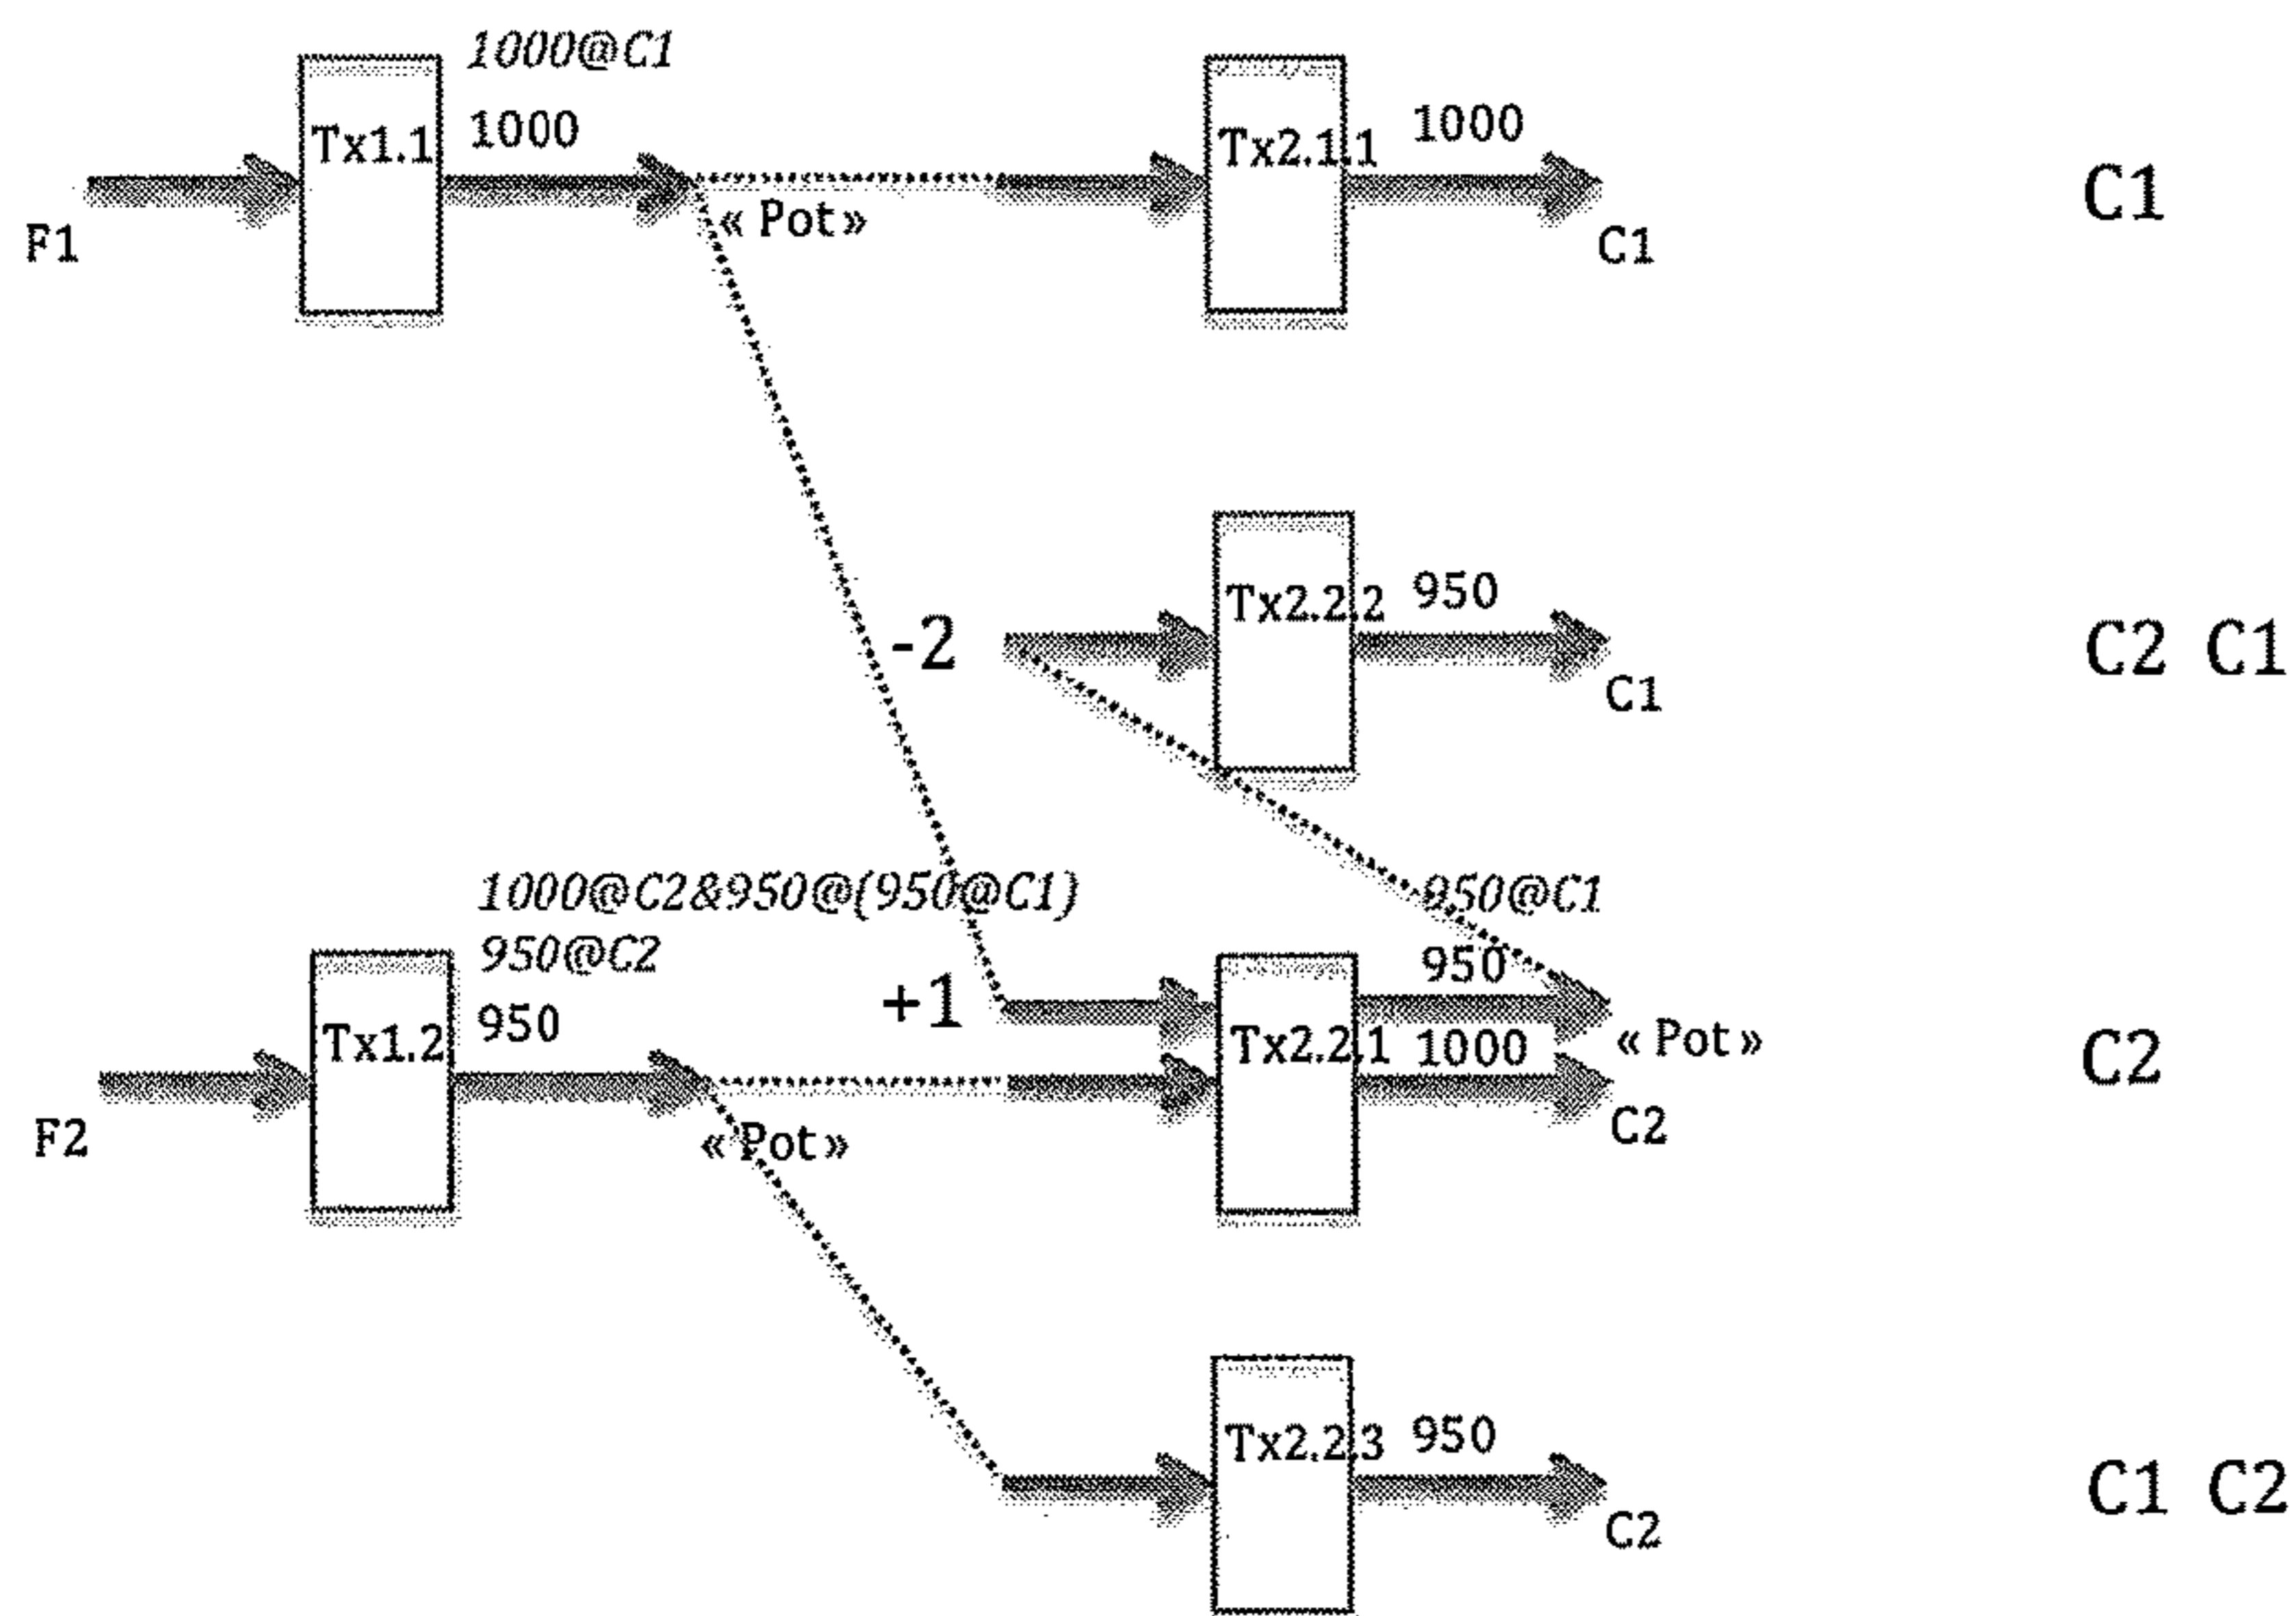 1000@C1
Tx1.1 1000
Tx2.1.1 1000
F1
« Pot »
C1
C1
Tx2.2.2 950
-2
C1
C2 C1
1000@C2&950@(950@C1)
950@C2
950@C1
950
Tx1.2 950
+1
Tx2.2.1 1000
« Pot »
F2
« Pot »
C2
C2
Tx2.2.3 950
C2
C1 C2